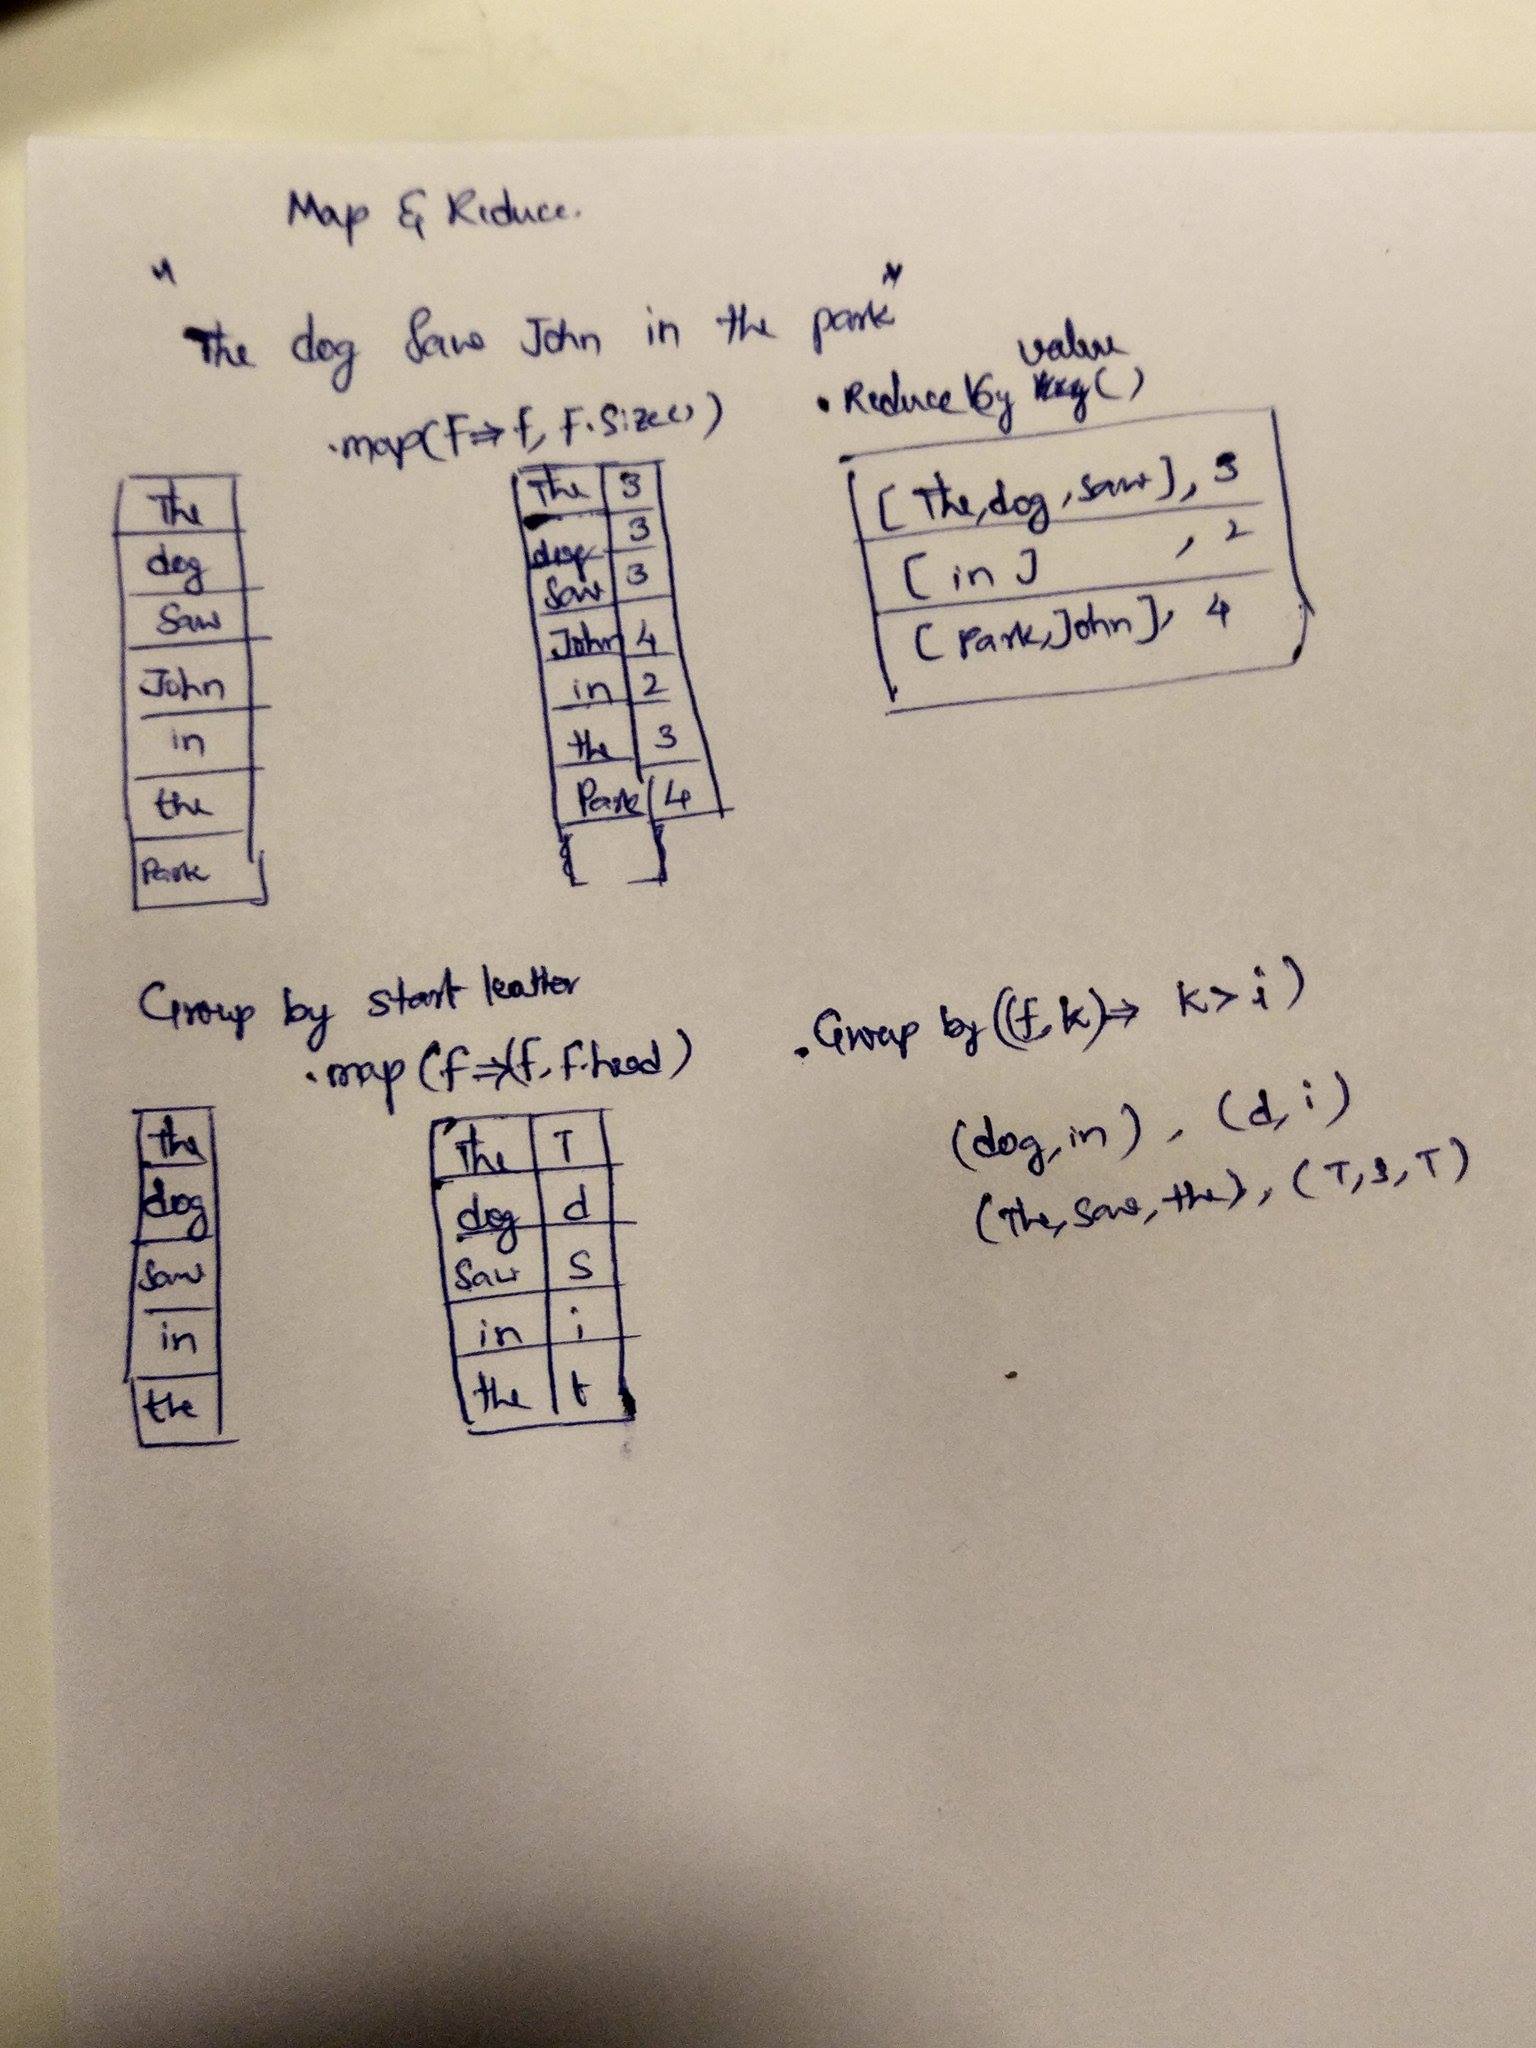 Map & Reduce.
"The dog Saw John in the park"
.map(F⇒f, F.Size())
value
• Reduce by ()
The
dog
Saw
John
in
the
Park
The 3
dog 3
Saw 3
John 4
in 2
the 3
Park 4
[ ]
[The, dog, saw], 3
[in] , 2
[Park, John], 4
Group by start leatter
.map(f⇒(f, f.head)
.Group by((f,k)⇒ k>i)
the
dog
Saw
in
the
The T
dog d
Saw S
in i
the t
(dog, in), (d, i)
(The, Saw, the), (T, S, T)